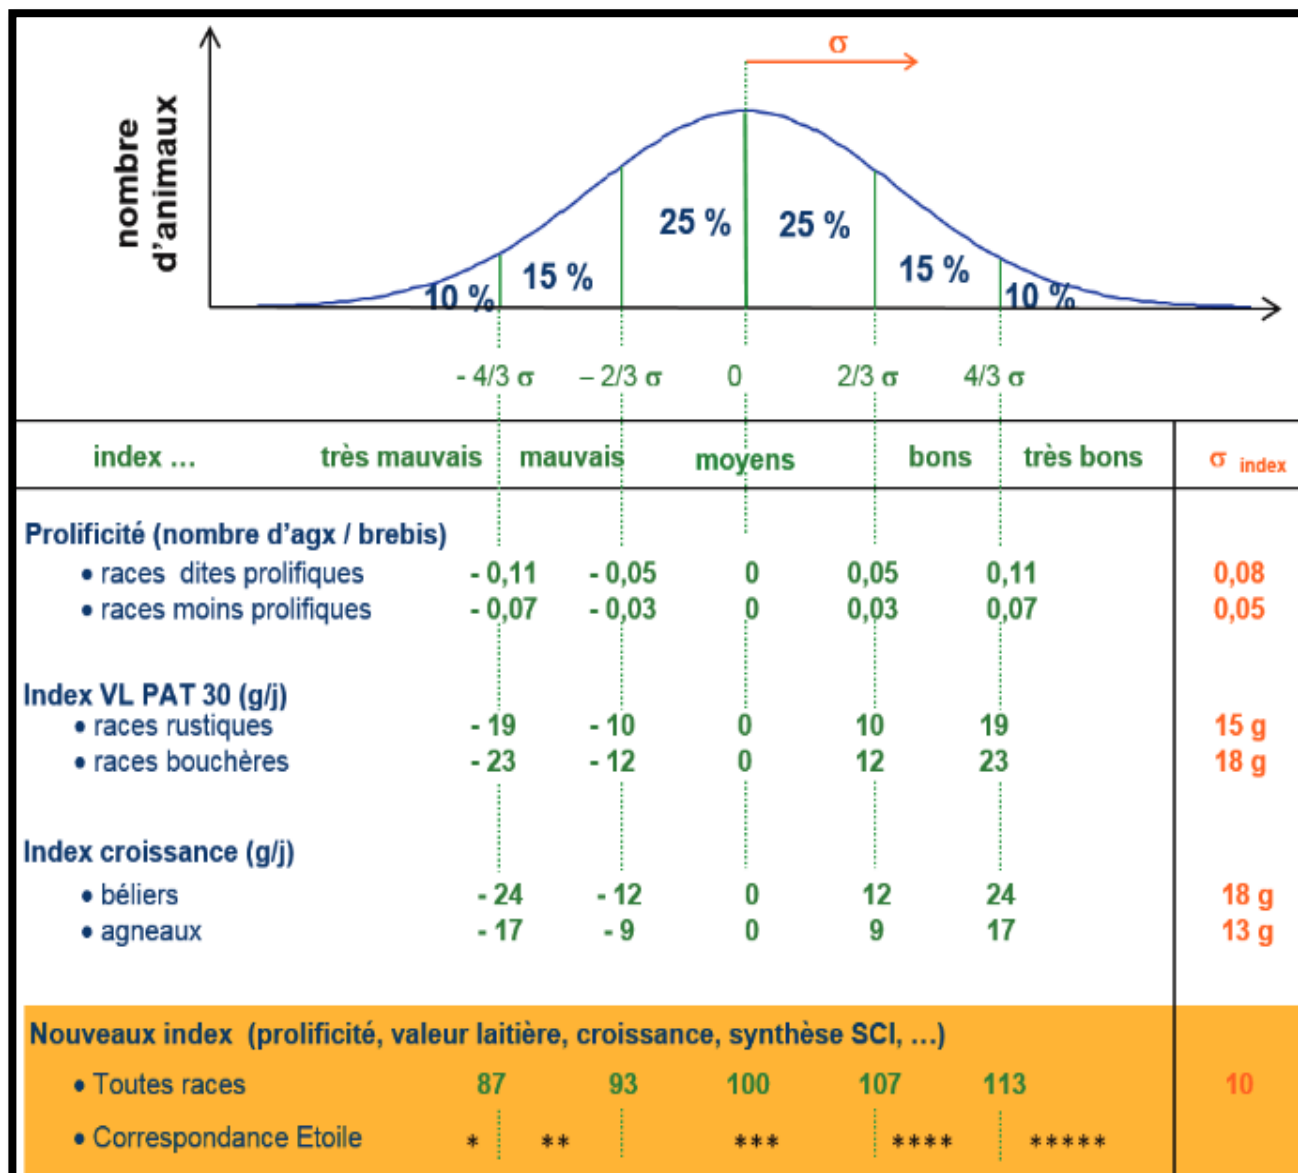 σ
nombre
d'animaux
25 % 25 %
15 % 15 %
10 % 10 %
- 4/3 σ – 2/3 σ 0 2/3 σ 4/3 σ
index ... très mauvais mauvais moyens bons très bons σ index
Prolificité (nombre d'agx / brebis)
• races dites prolifiques - 0,11 - 0,05 0 0,05 0,11 0,08
• races moins prolifiques - 0,07 - 0,03 0 0,03 0,07 0,05
Index VL PAT 30 (g/j)
• races rustiques - 19 - 10 0 10 19 15 g
• races bouchères - 23 - 12 0 12 23 18 g
Index croissance (g/j)
• béliers - 24 - 12 0 12 24 18 g
• agneaux - 17 - 9 0 9 17 13 g
Nouveaux index (prolificité, valeur laitière, croissance, synthèse SCI, ...)
• Toutes races 87 93 100 107 113 10
• Correspondance Etoile * ** *** **** *****